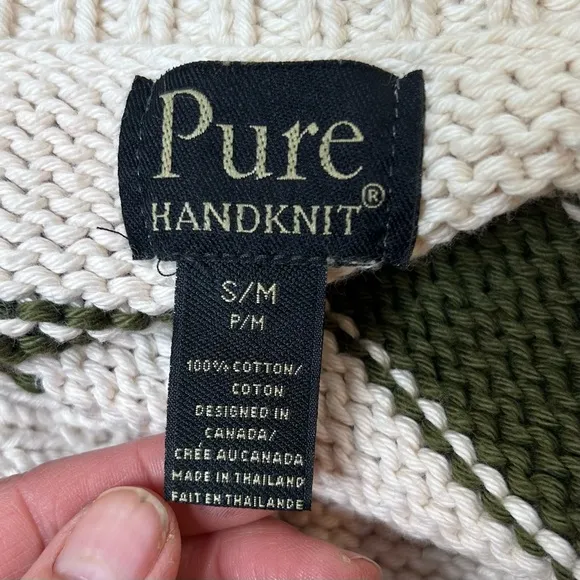 Pure
HANDKNIT®
S/M
P/M
100% COTTON/
COTON
DESIGNED IN
CANADA/
CRÉE AU CANADA
MADE IN THAILAND
FAIT EN THAILANDE